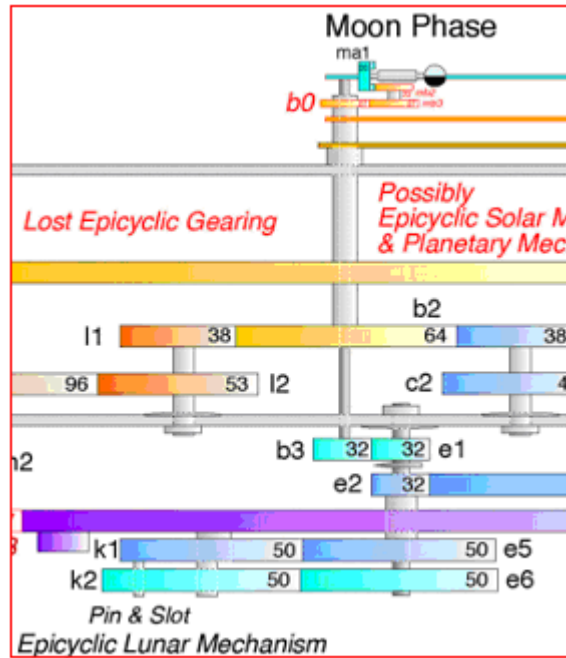 Moon Phase
ma1
b0
Lost Epicyclic Gearing
Possibly
Epicyclic Solar M
& Planetary Mec
b2
l1 38 64 38
96 53 l2 c2 4
b3 32 32 e1
n2
e2 32
k1 50 50 e5
k2 50 50 e6
Pin & Slot
Epicyclic Lunar Mechanism